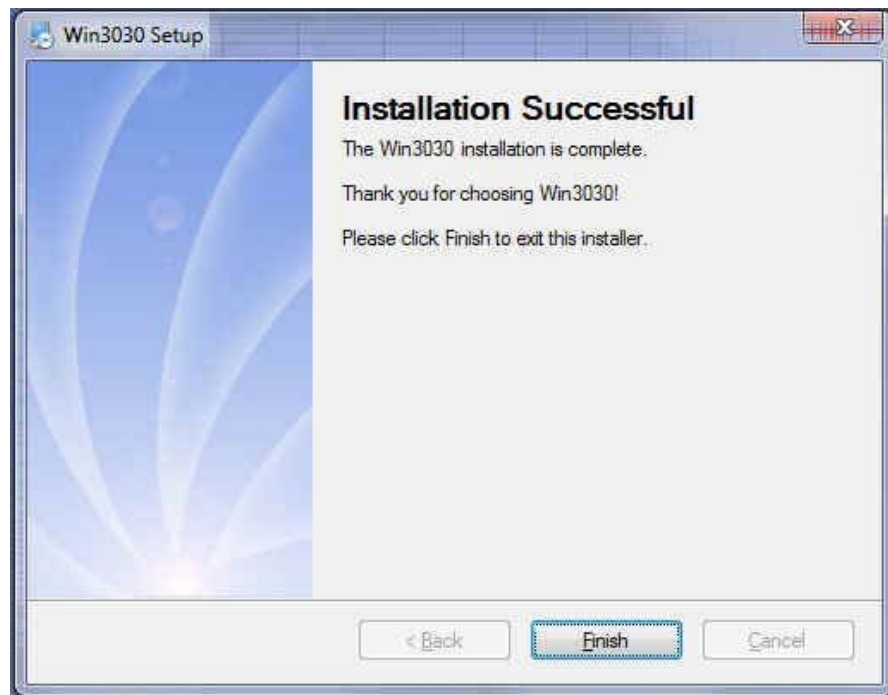 Win3030 Setup
Installation Successful
The Win3030 installation is complete.
Thank you for choosing Win3030!
Please click Finish to exit this installer.
< Back
Finish
Cancel